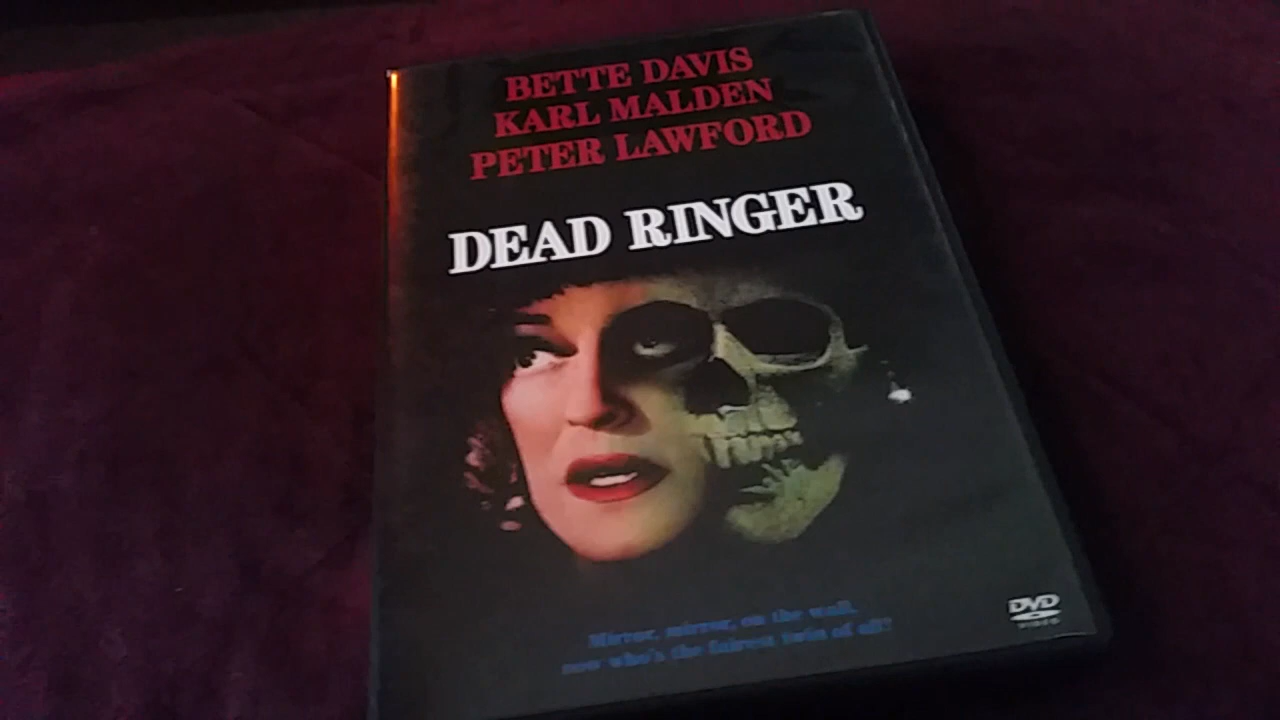 BETTE DAVIS
KARL MALDEN
PETER LAWFORD
DEAD RINGER
Mirror, mirror, on the wall,
now who's the fairest twin of all?
DVD
VIDEO